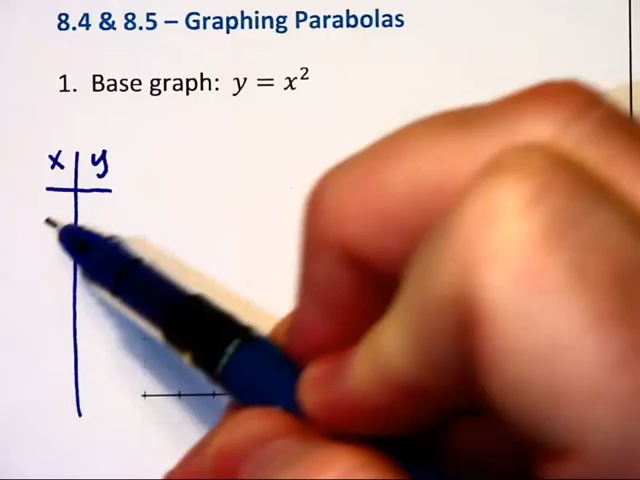 8.4 & 8.5 – Graphing Parabolas
1. Base graph: y = x²
x y